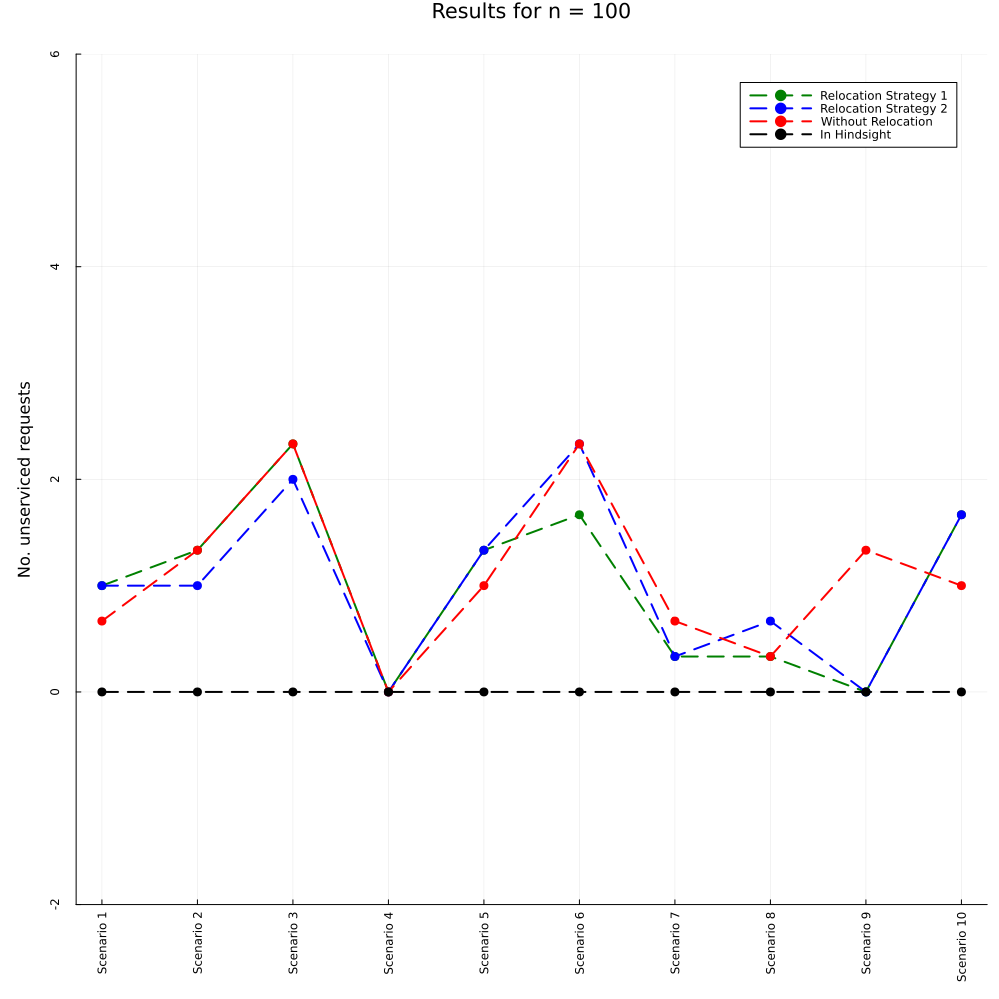 Results for n = 100
6
4
2
0
-2
No. unserviced requests
Relocation Strategy 1
Relocation Strategy 2
Without Relocation
In Hindsight
Scenario 1
Scenario 2
Scenario 3
Scenario 4
Scenario 5
Scenario 6
Scenario 7
Scenario 8
Scenario 9
Scenario 10